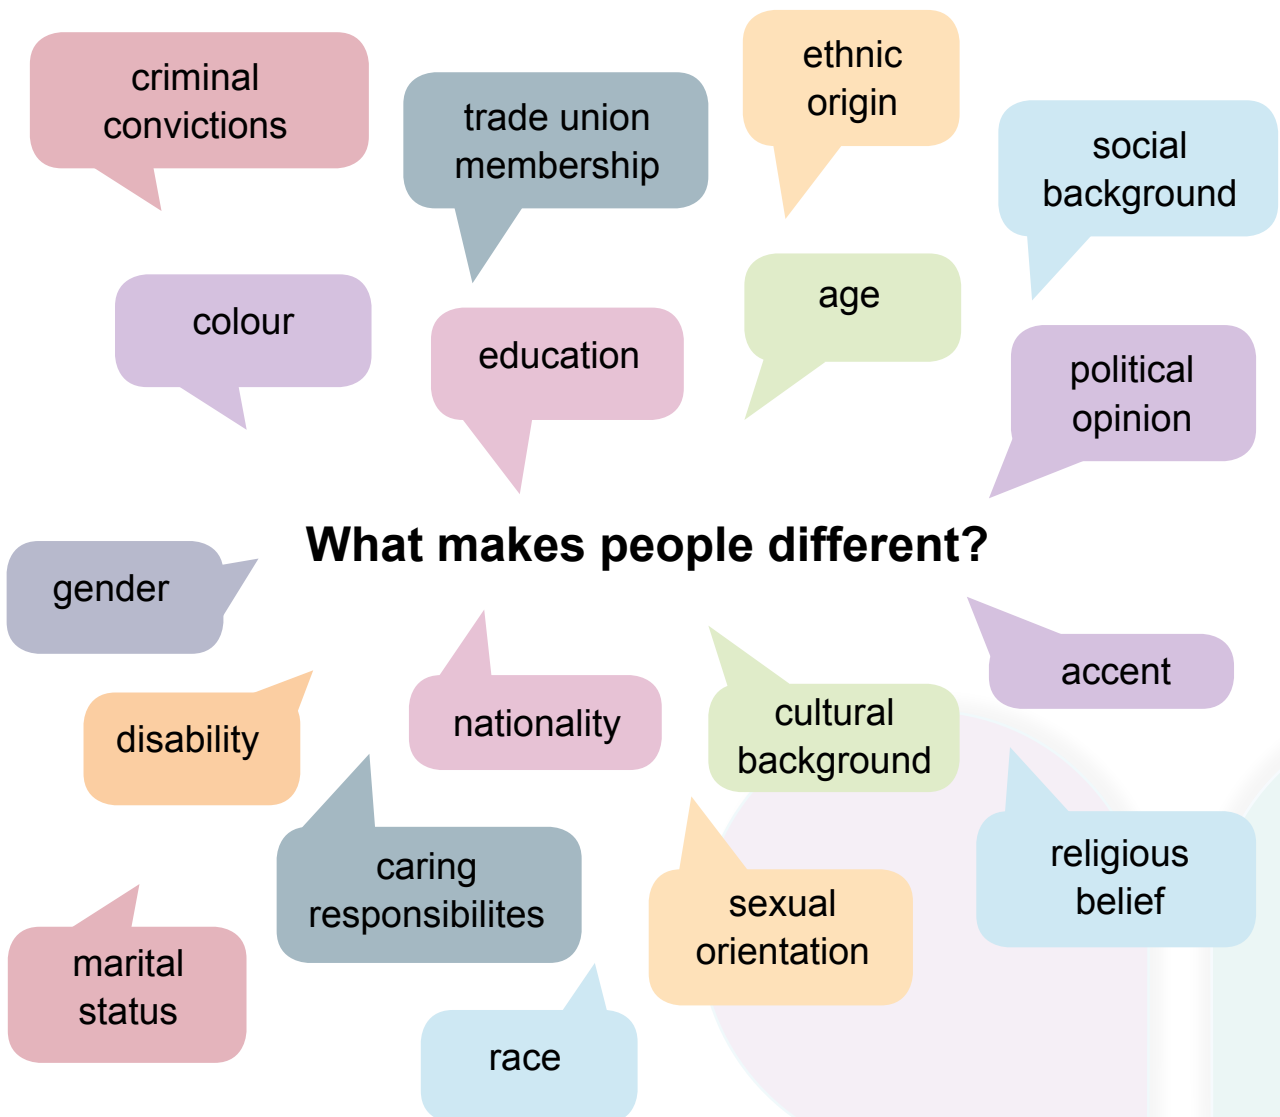 criminal
convictions
trade union
membership
ethnic
origin
social
background
colour
education
age
political
opinion
What makes people different?
gender
disability
nationality
cultural
background
accent
caring
responsibilites
sexual
orientation
religious
belief
marital
status
race